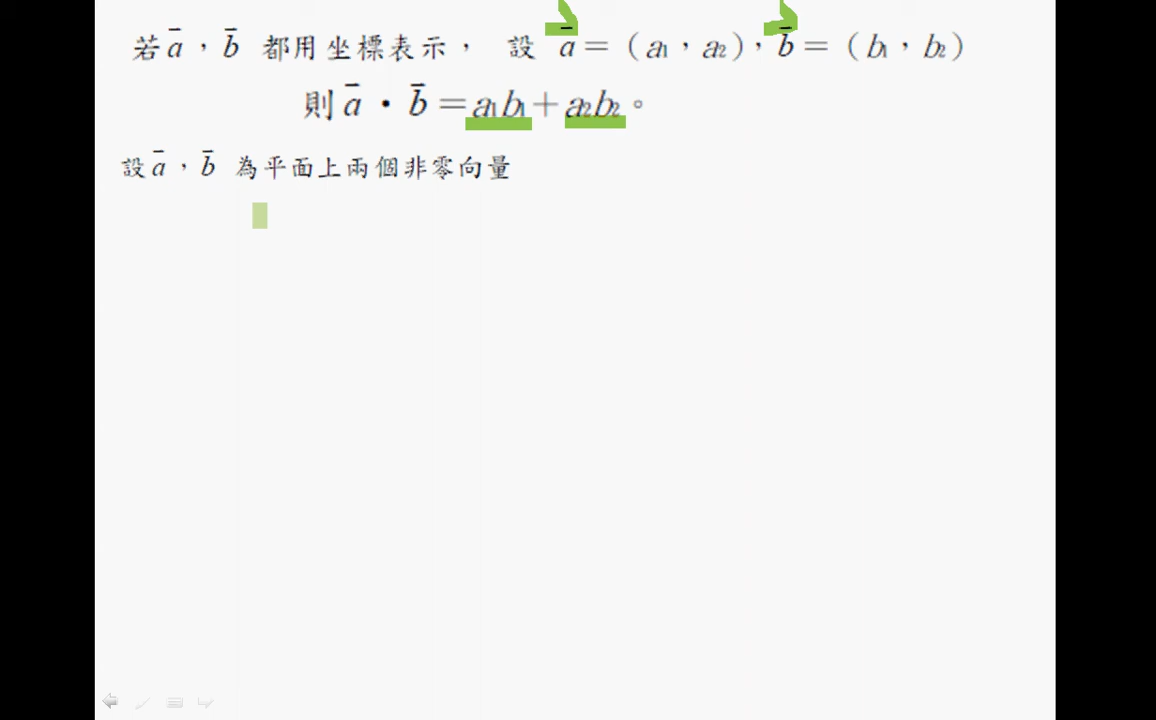 若 a̅，b̅ 都用坐標表示， 設 a̅＝（a₁，a₂），b̅＝（b₁，b₂）
則 a̅・b̅＝a₁b₁＋a₂b₂。
設 a̅，b̅ 為平面上兩個非零向量